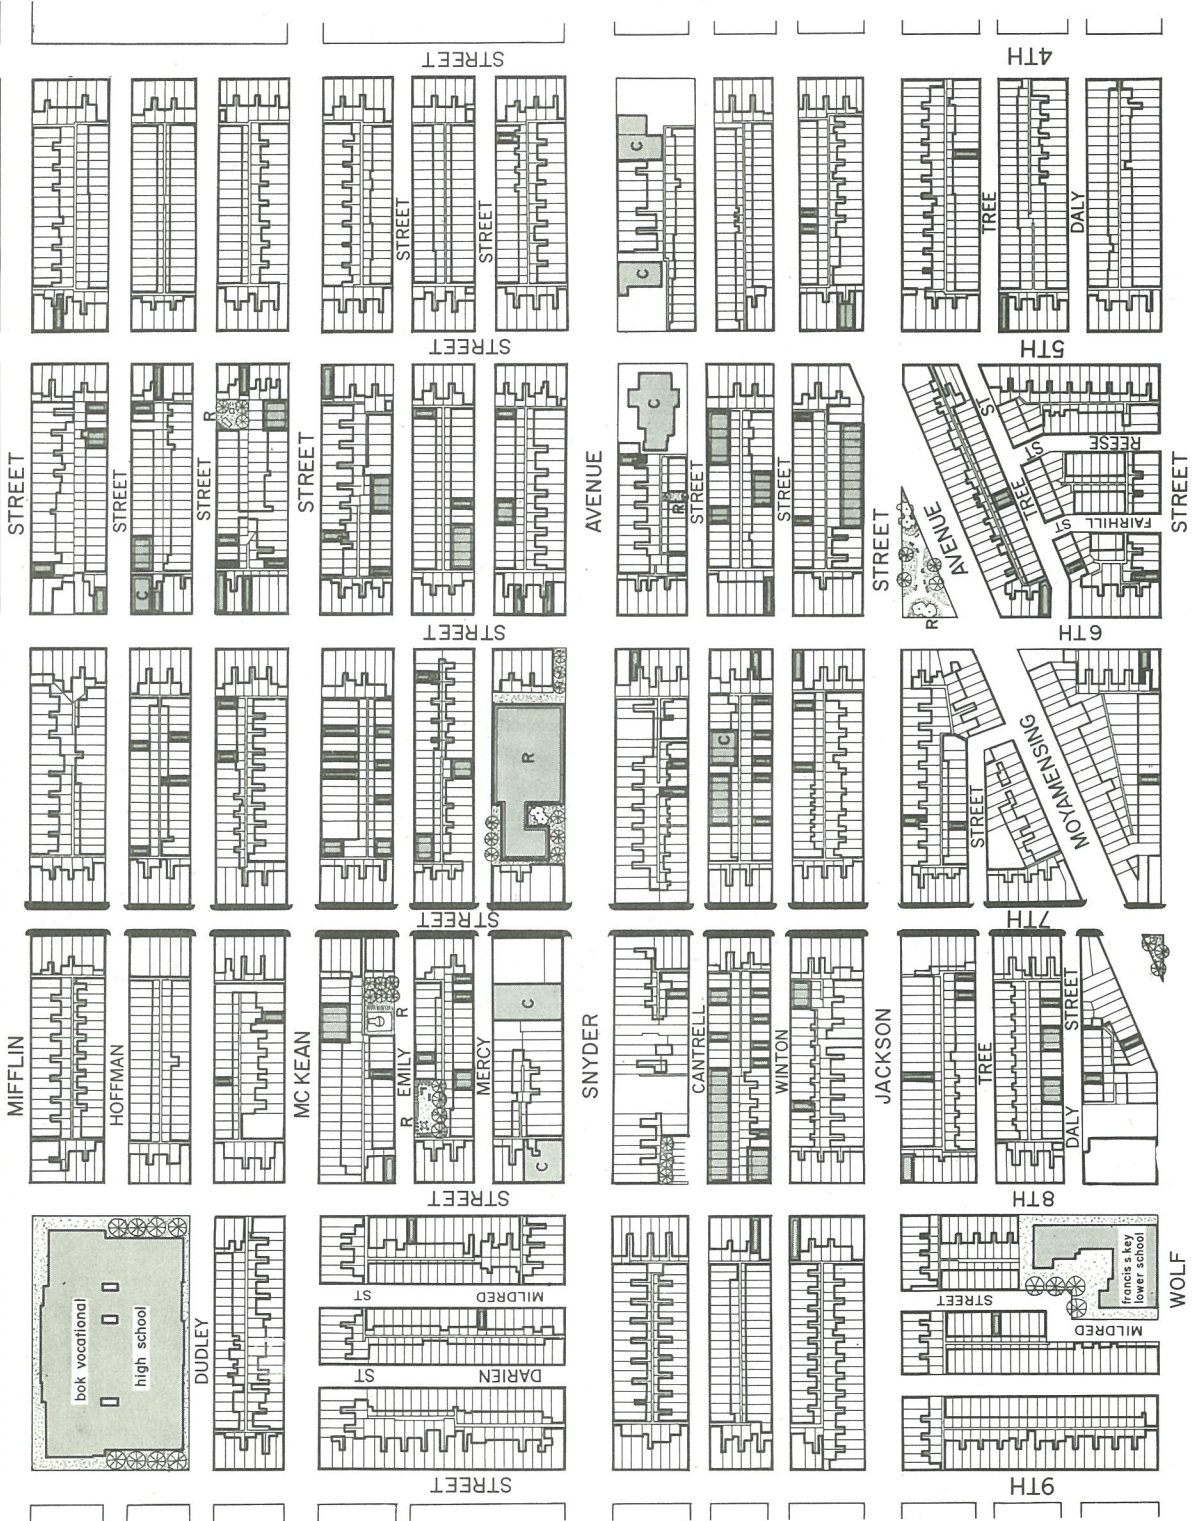 STREET
4TH
C
C
STREET
STREET
TREE
DALY
STREET
5TH
R
C
STREET
STREET
STREET
STREET
AVENUE
STREET
STREET
R
STREET
AVENUE
ST
TREE
ST
REESE
FAIRHILL
ST
STREET
C
R
STREET
6TH
R
C
STREET
MOYAMENSING
STREET
7TH
MIFFLIN
HOFFMAN
MC KEAN
R
EMILY
R
MERCY
C
C
SNYDER
CANTRELL
WINTON
JACKSON
TREE
STREET
DALY
STREET
8TH
bok vocational
high school
DUDLEY
ST
MILDRED
ST
DARIEN
STREET
francis s. key
lower school
MILDRED
WOLF
STREET
9TH